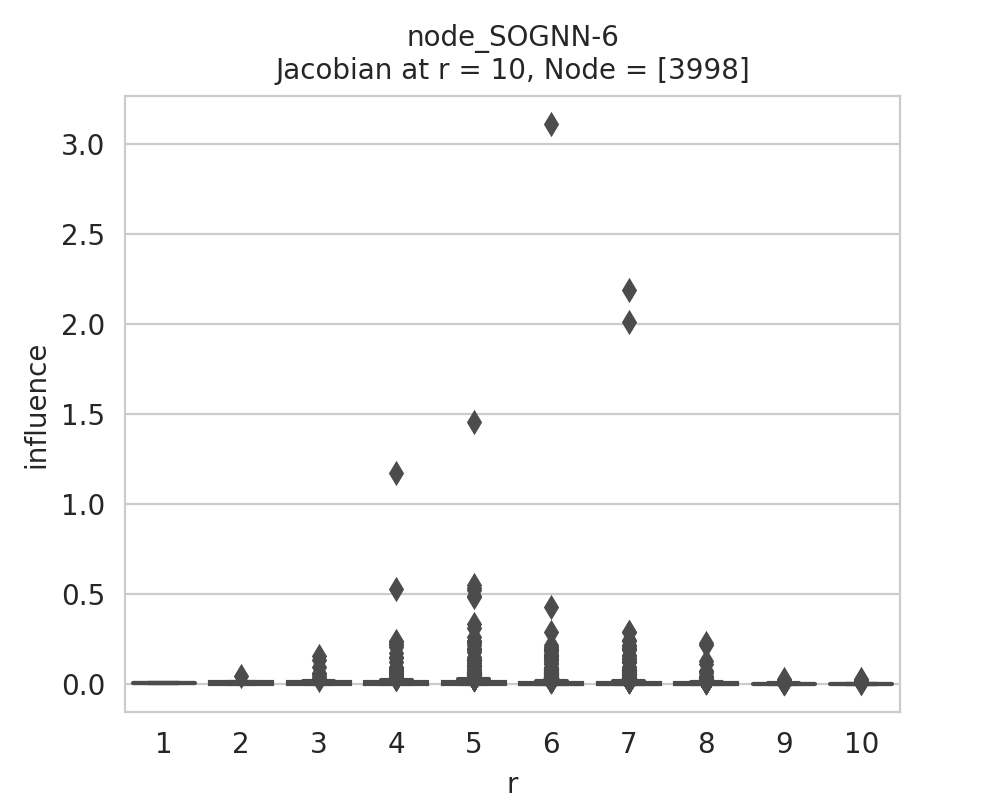 node_SOGNN-6
Jacobian at r = 10, Node = [3998]
influence
3.0
2.5
2.0
1.5
1.0
0.5
0.0
1 2 3 4 5 6 7 8 9 10
r